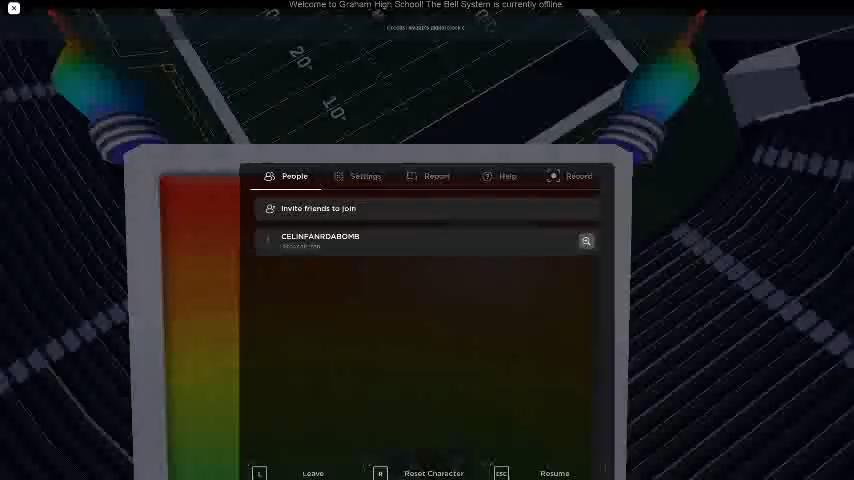 Welcome to Graham High School! The Bell System is currently offline.
20
10
People
Settings
Report
Help
Record
Invite friends to join
CELINFANRDABOMB
L
Leave
R
Reset Character
ESC
Resume